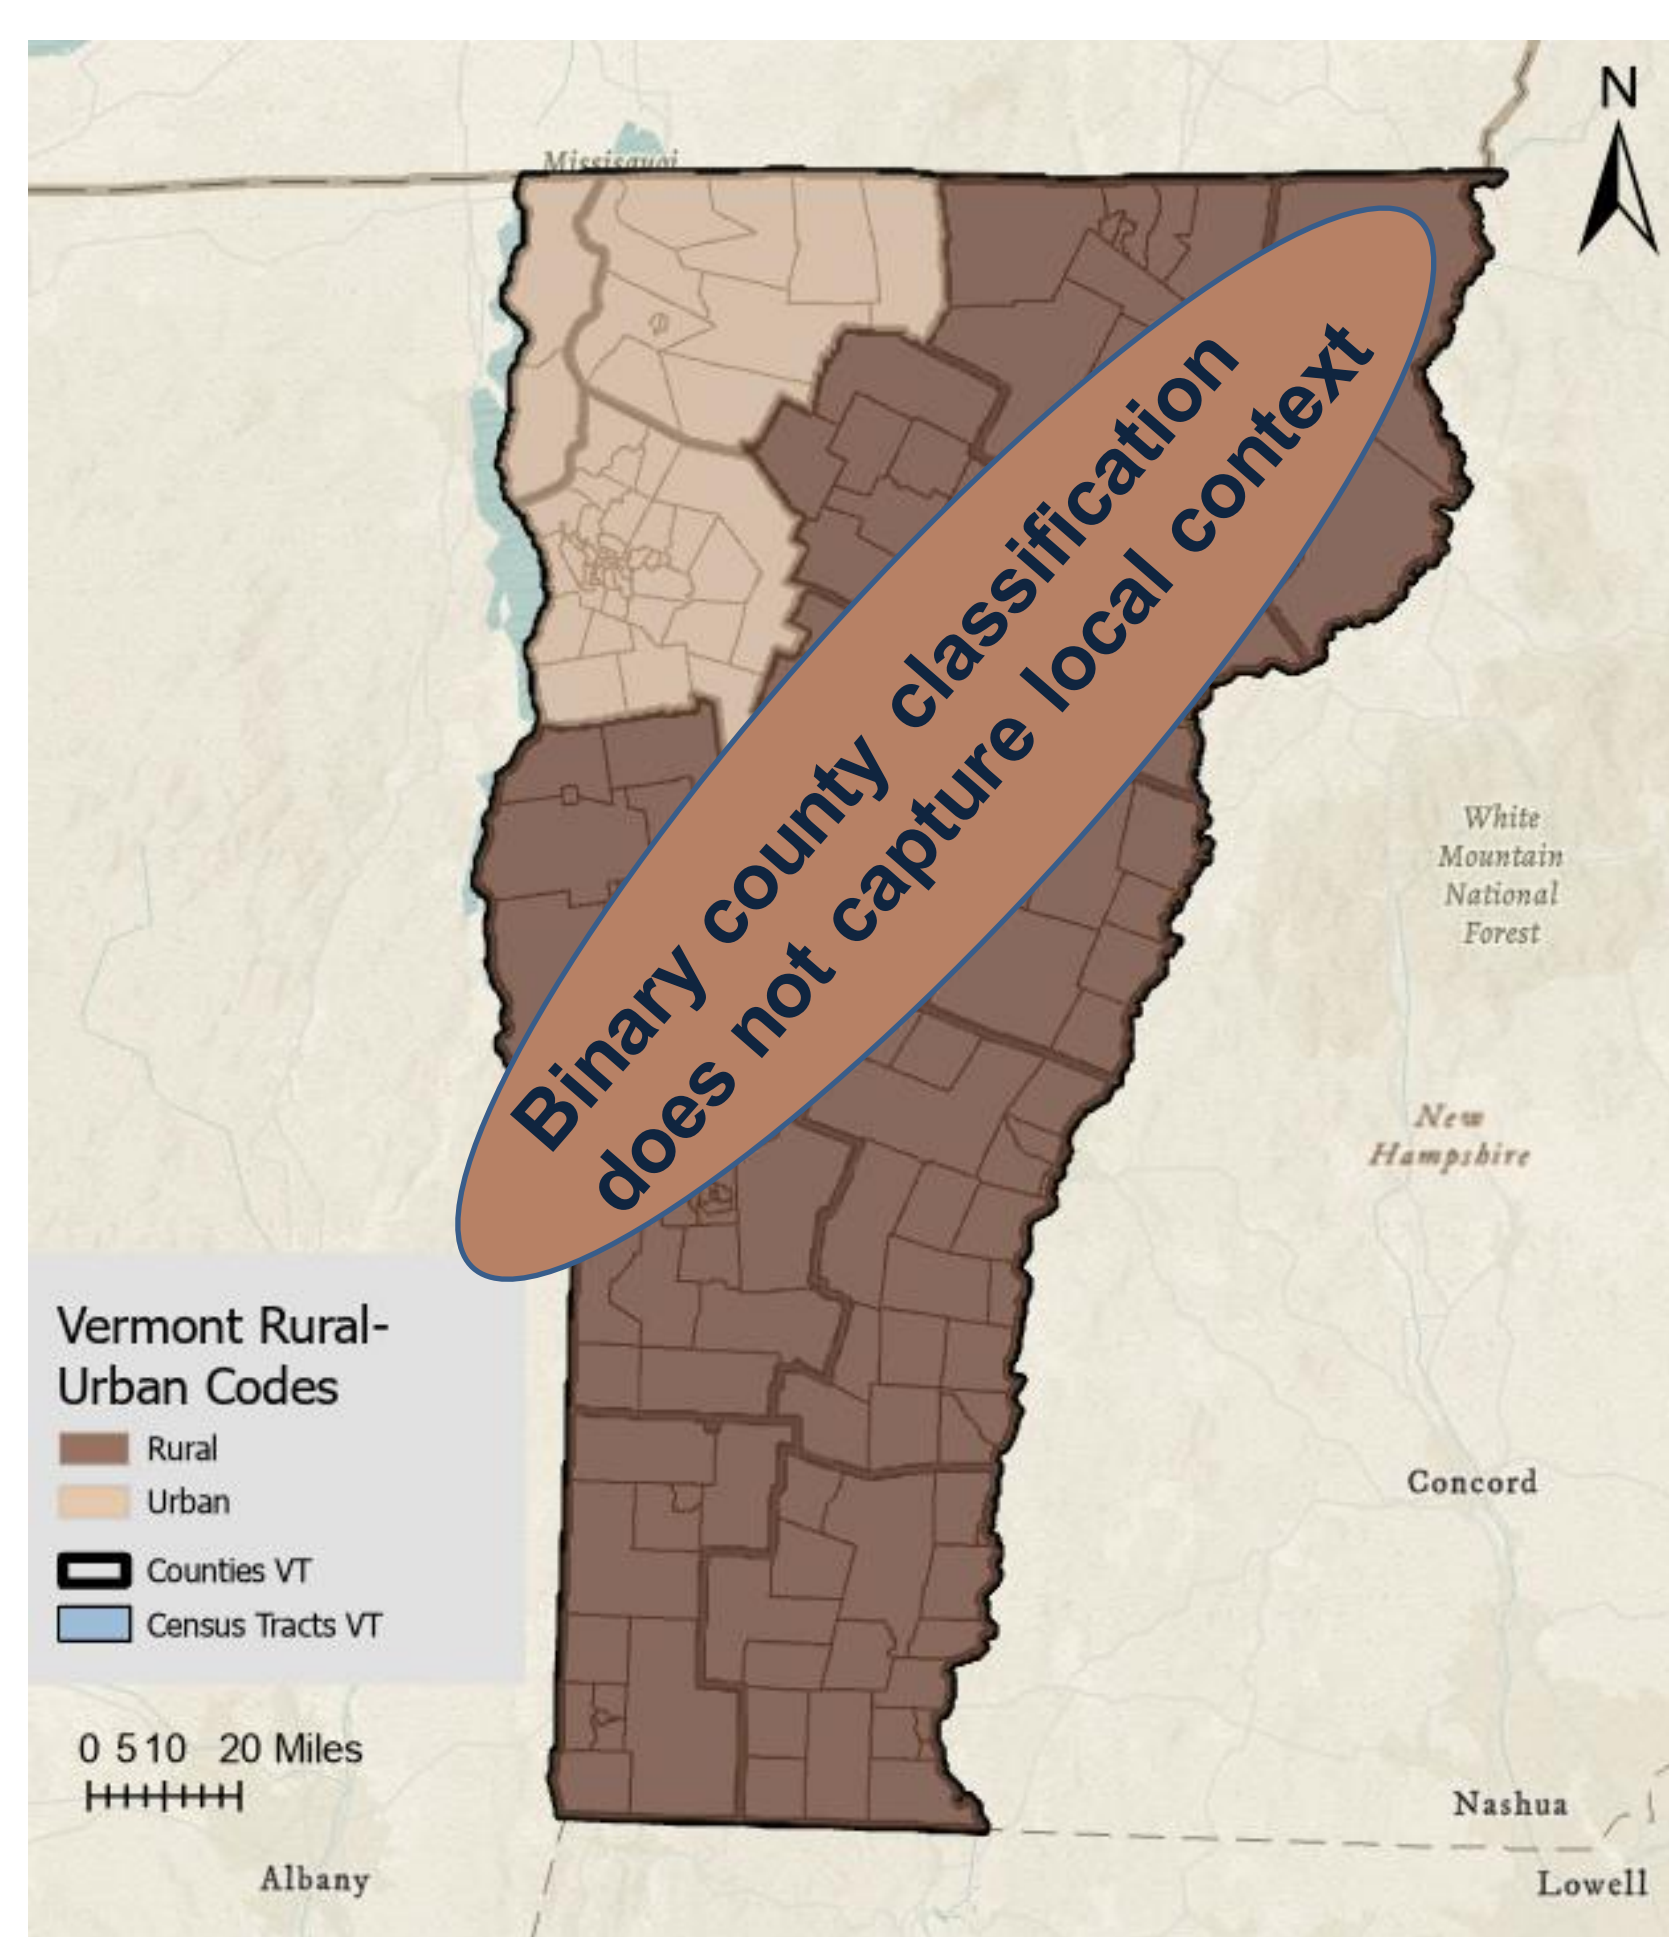 N
Missisquoi
Binary county classification
does not capture local context
White
Mountain
National
Forest
New
Hampshire
Vermont Rural-
Urban Codes
Rural
Urban
Counties VT
Census Tracts VT
Concord
0 5 10 20 Miles
Nashua
Albany
Lowell